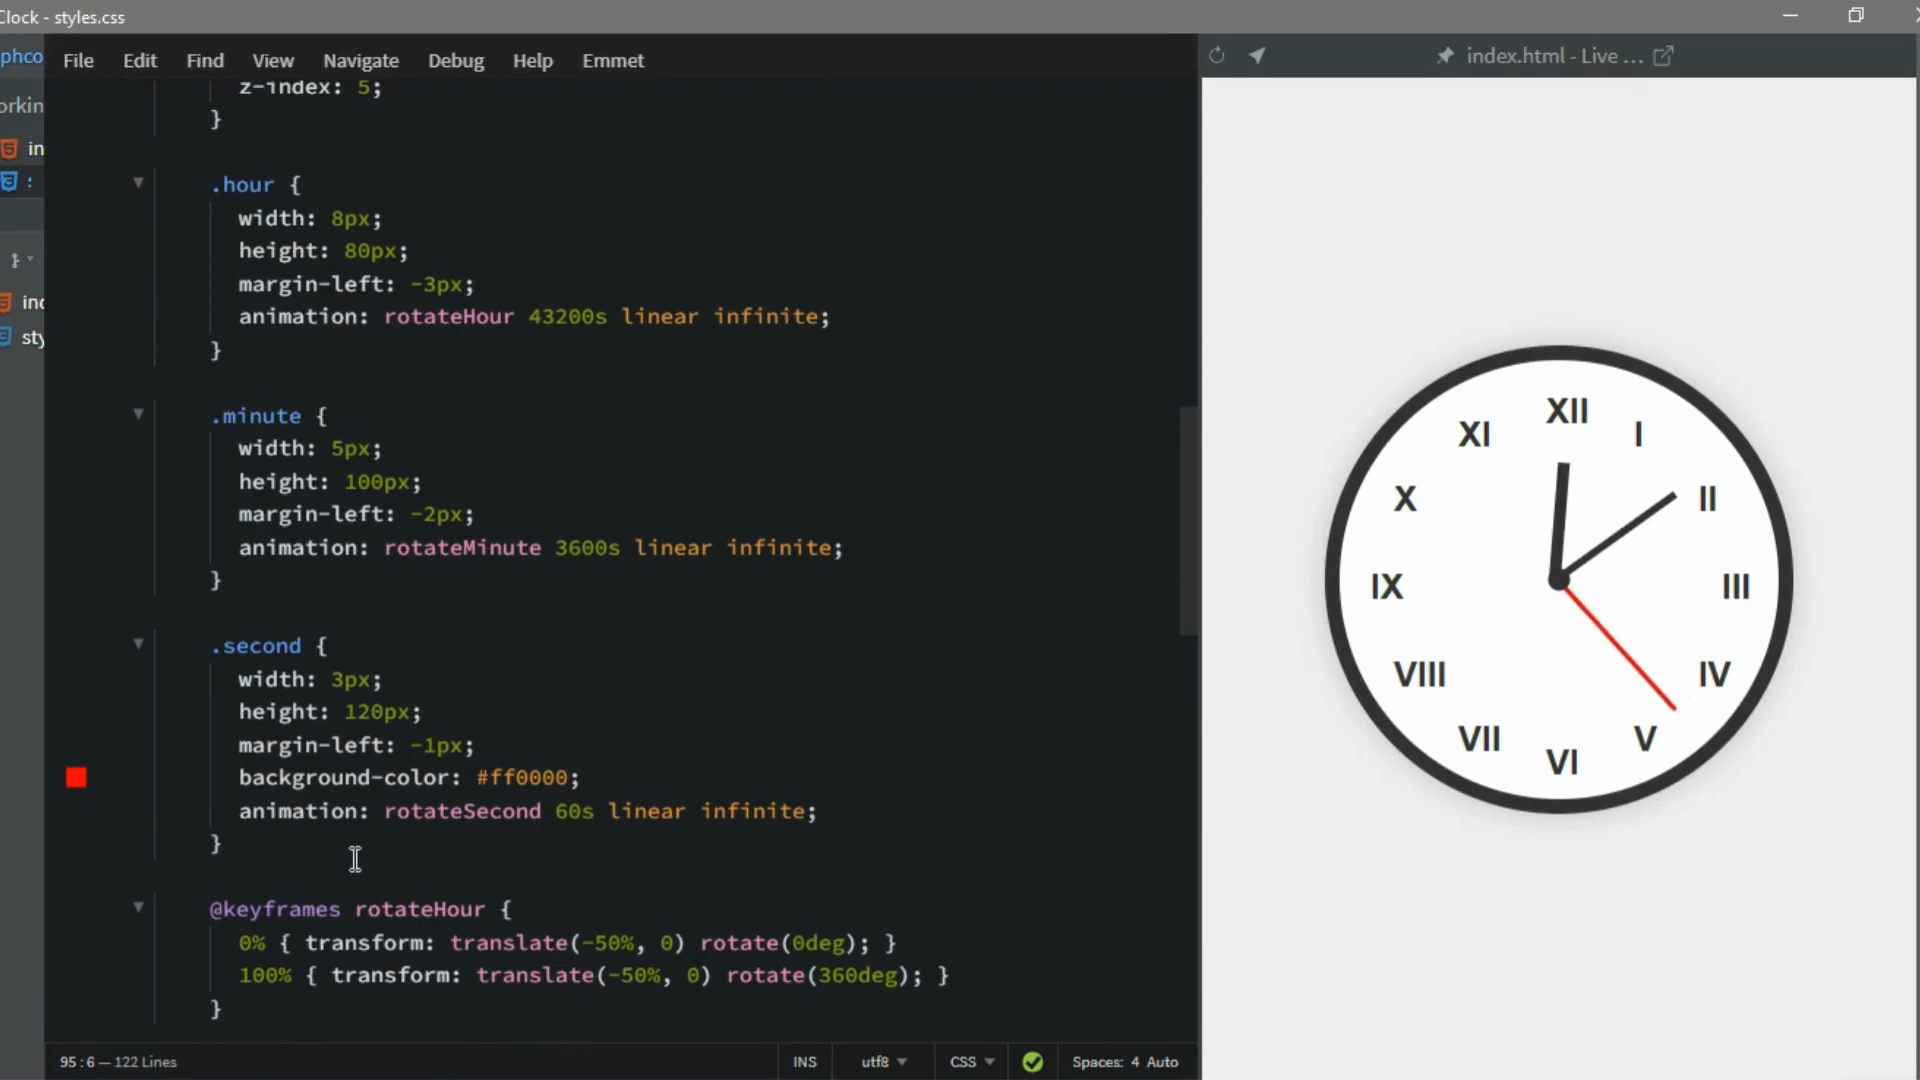 Clock - styles.css
phco
File Edit Find View Navigate Debug Help Emmet
index.html - Live ...
orkin
in
:
inc
sty
z-index: 5;
}
.hour {
width: 8px;
height: 80px;
margin-left: -3px;
animation: rotateHour 43200s linear infinite;
}
.minute {
width: 5px;
height: 100px;
margin-left: -2px;
animation: rotateMinute 3600s linear infinite;
}
.second {
width: 3px;
height: 120px;
margin-left: -1px;
background-color: #ff0000;
animation: rotateSecond 60s linear infinite;
}
@keyframes rotateHour {
0% { transform: translate(-50%, 0) rotate(0deg); }
100% { transform: translate(-50%, 0) rotate(360deg); }
}
XII
XI
I
X
II
IX
III
VIII
IV
VII
V
VI
95:6 — 122 Lines
INS utf8 CSS Spaces: 4 Auto